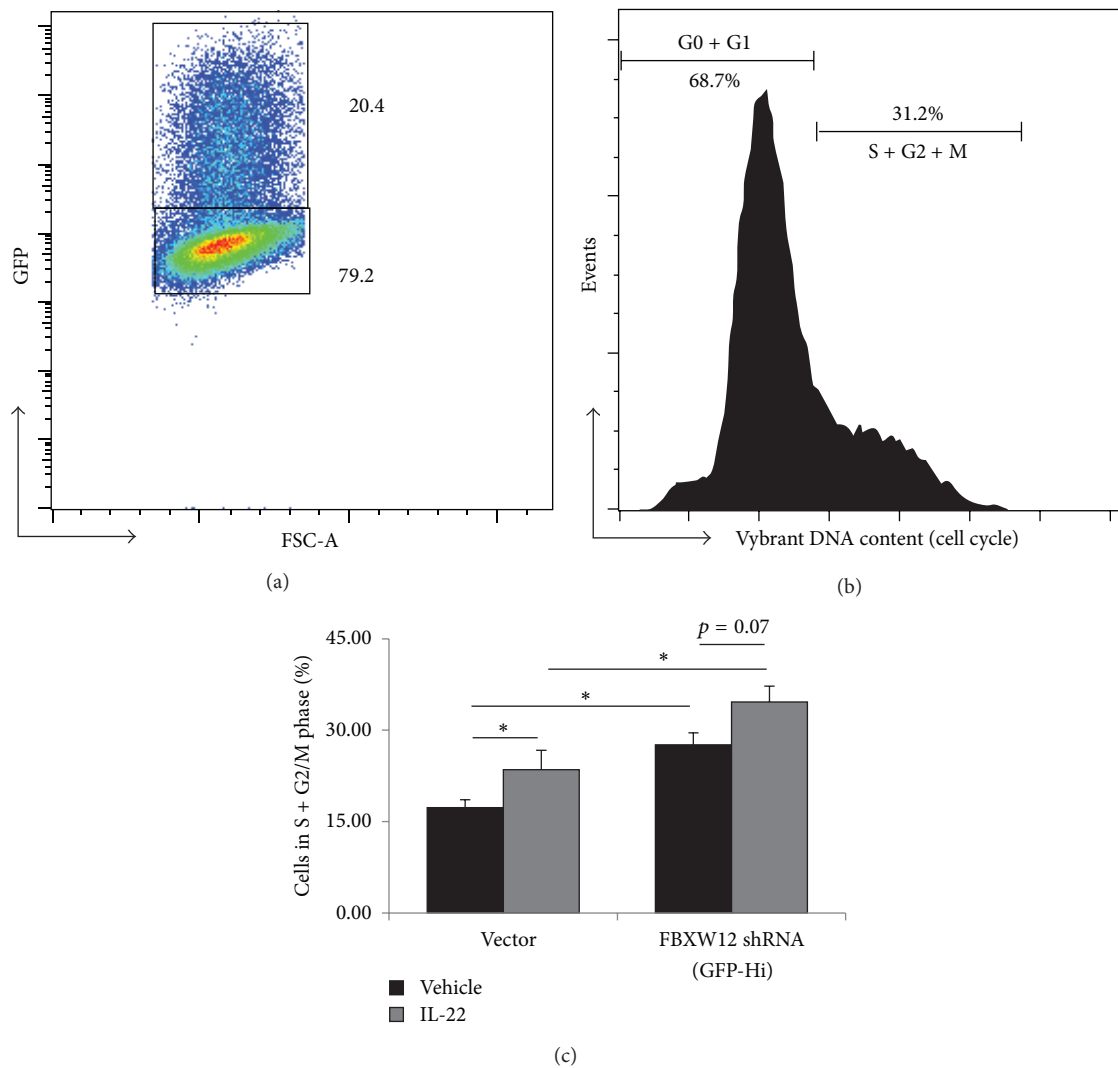 20.4
79.2
GFP
FSC-A
(a)
G0 + G1
68.7%
31.2%
S + G2 + M
Events
Vybrant DNA content (cell cycle)
(b)
p = 0.07
*
*
*
45.00
30.00
15.00
0.00
Cells in S + G2/M phase (%)
Vector
FBXW12 shRNA
(GFP-Hi)
Vehicle
IL-22
(c)